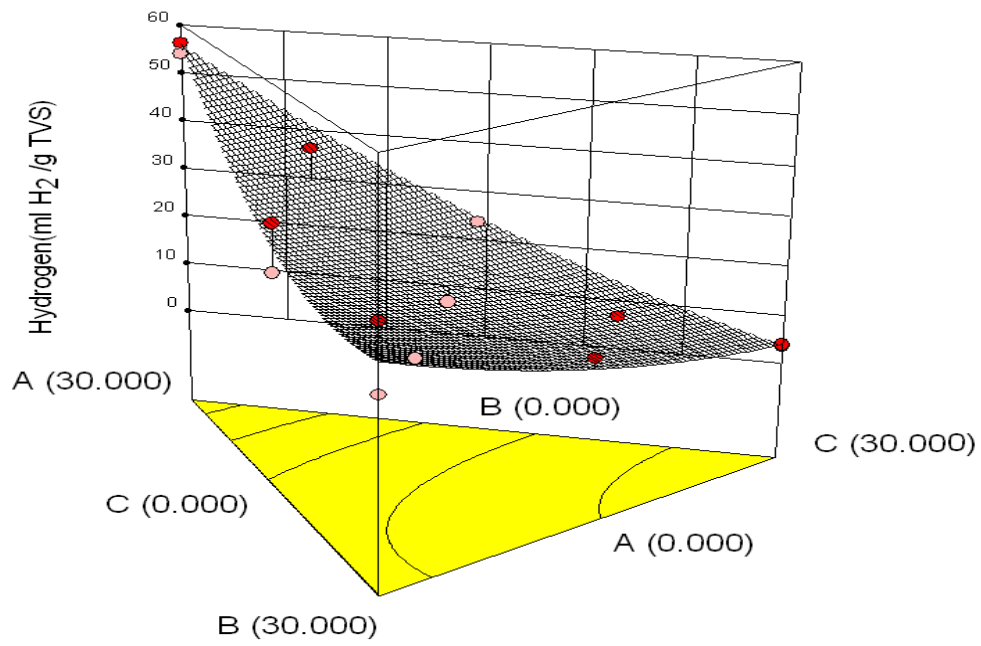 60
50
40
30
20
10
0
Hydrogen(ml H2 /g TVS)
A (30.000)
B (0.000)
C (30.000)
C (0.000)
A (0.000)
B (30.000)